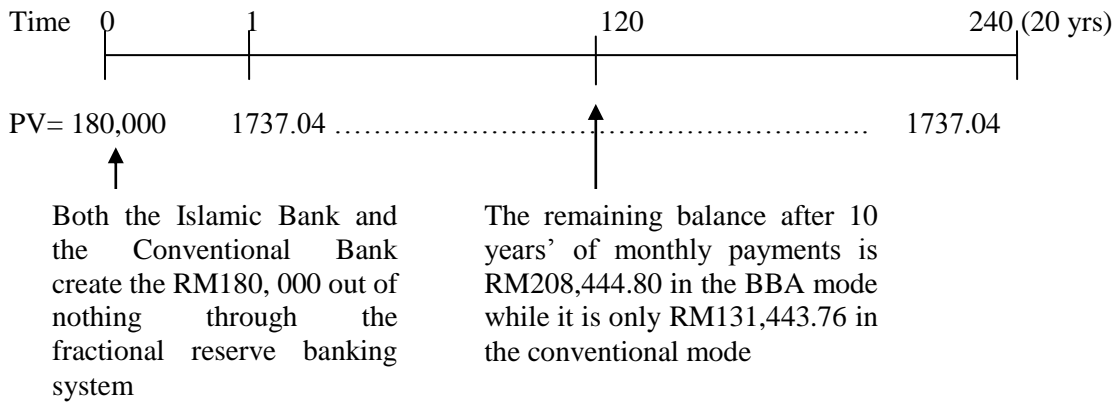 Time 0 1 120 240 (20 yrs)
PV= 180,000 1737.04 ……………………………………………… 1737.04
Both the Islamic Bank and
the Conventional Bank
create the RM180, 000 out of
nothing through the
fractional reserve banking
system
The remaining balance after 10
years’ of monthly payments is
RM208,444.80 in the BBA mode
while it is only RM131,443.76 in
the conventional mode